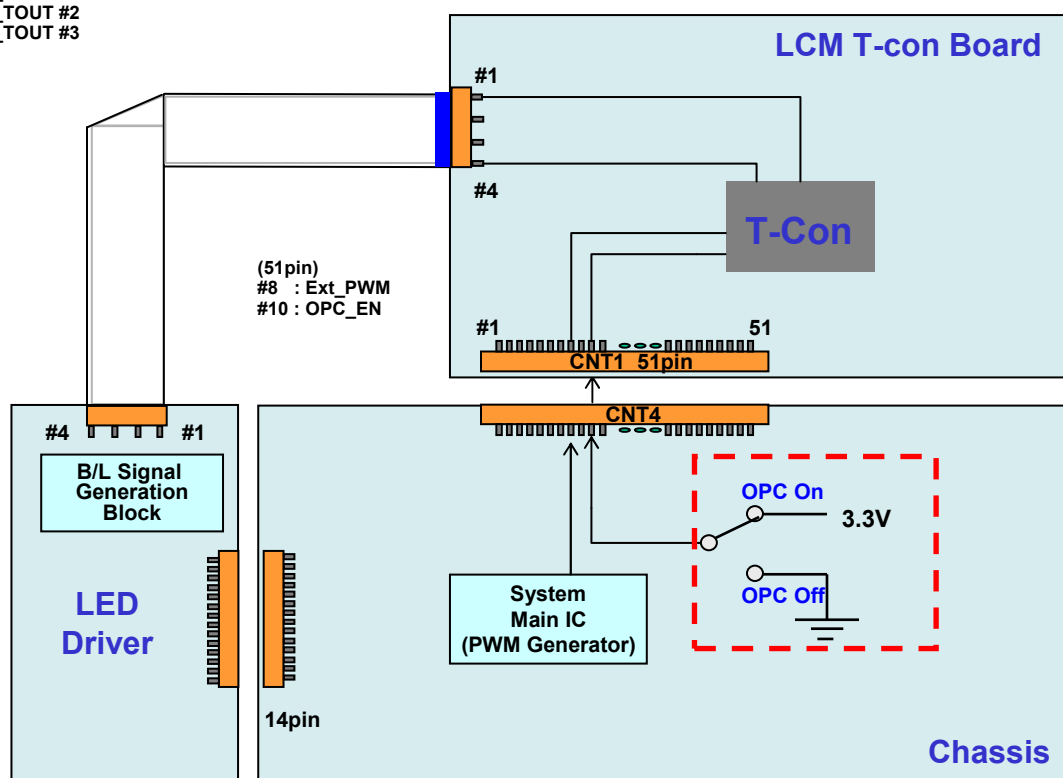 _TOUT #2
_TOUT #3
LCM T-con Board
#1
#4
T-Con
(51pin)
#8 : Ext_PWM
#10 : OPC_EN
#1
51
CNT1 51pin
CNT4
#4
#1
B/L Signal
Generation
Block
OPC On
3.3V
OPC Off
System
Main IC
(PWM Generator)
LED
Driver
14pin
Chassis